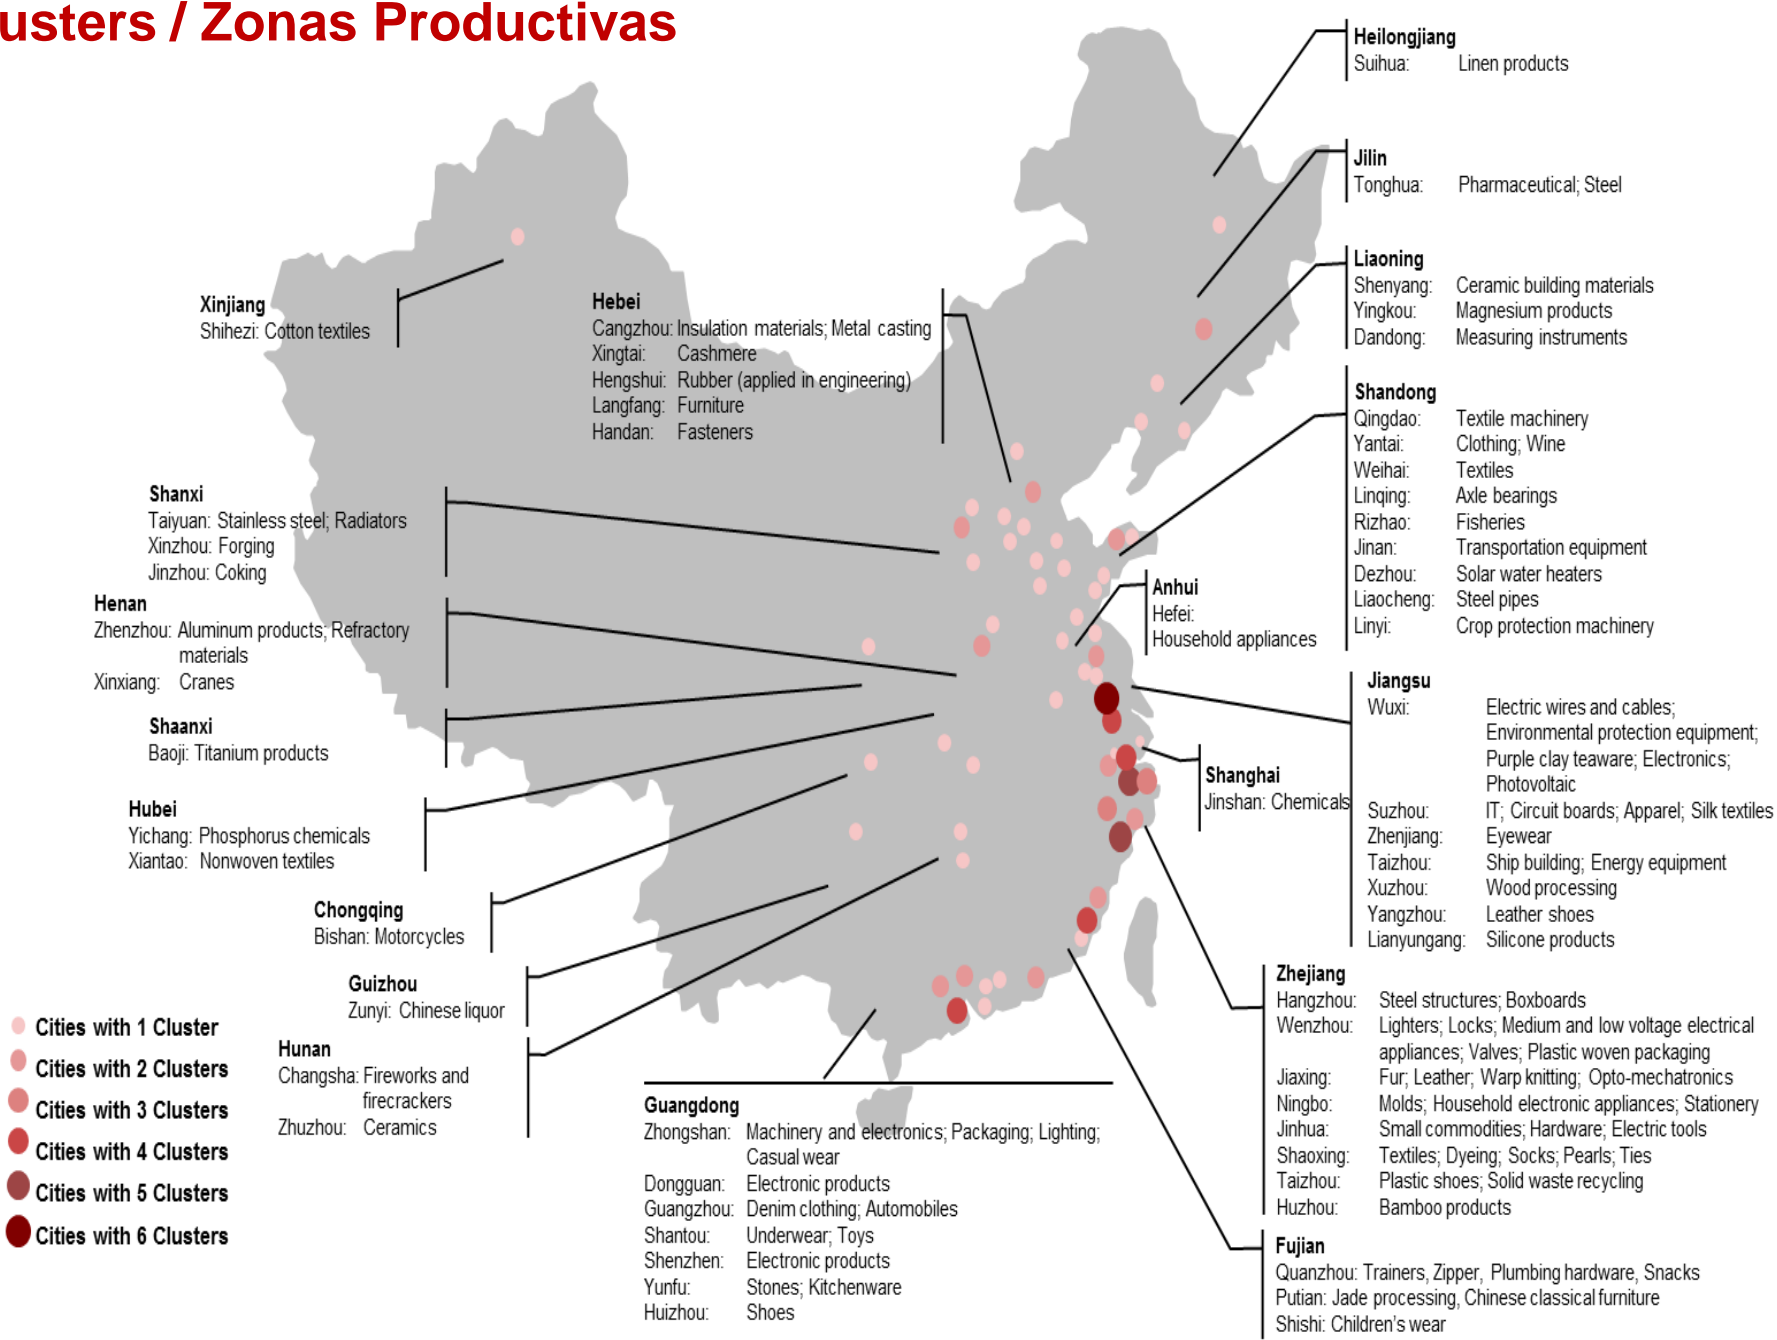 usters / Zonas Productivas
Heilongjiang
Suihua: Linen products
Jilin
Tonghua: Pharmaceutical; Steel
Liaoning
Shenyang: Ceramic building materials
Yingkou: Magnesium products
Dandong: Measuring instruments
Xinjiang
Shihezi: Cotton textiles
Hebei
Cangzhou: Insulation materials; Metal casting
Xingtai: Cashmere
Hengshui: Rubber (applied in engineering)
Langfang: Furniture
Handan: Fasteners
Shandong
Qingdao: Textile machinery
Yantai: Clothing; Wine
Weihai: Textiles
Linqing: Axle bearings
Rizhao: Fisheries
Jinan: Transportation equipment
Dezhou: Solar water heaters
Liaocheng: Steel pipes
Linyi: Crop protection machinery
Shanxi
Taiyuan: Stainless steel; Radiators
Xinzhou: Forging
Jinzhou: Coking
Anhui
Hefei:
Household appliances
Henan
Zhenzhou: Aluminum products; Refractory
materials
Xinxiang: Cranes
Shaanxi
Baoji: Titanium products
Jiangsu
Wuxi: Electric wires and cables;
Environmental protection equipment;
Purple clay teaware; Electronics;
Photovoltaic
Suzhou: IT; Circuit boards; Apparel; Silk textiles
Zhenjiang: Eyewear
Taizhou: Ship building; Energy equipment
Xuzhou: Wood processing
Yangzhou: Leather shoes
Lianyungang: Silicone products
Shanghai
Jinshan: Chemicals
Hubei
Yichang: Phosphorus chemicals
Xiantao: Nonwoven textiles
Chongqing
Bishan: Motorcycles
Guizhou
Zunyi: Chinese liquor
Hunan
Changsha: Fireworks and
firecrackers
Zhuzhou: Ceramics
Zhejiang
Hangzhou: Steel structures; Boxboards
Wenzhou: Lighters; Locks; Medium and low voltage electrical
appliances; Valves; Plastic woven packaging
Jiaxing: Fur; Leather; Warp knitting; Opto-mechatronics
Ningbo: Molds; Household electronic appliances; Stationery
Jinhua: Small commodities; Hardware; Electric tools
Shaoxing: Textiles; Dyeing; Socks; Pearls; Ties
Taizhou: Plastic shoes; Solid waste recycling
Huzhou: Bamboo products
Cities with 1 Cluster
Cities with 2 Clusters
Cities with 3 Clusters
Cities with 4 Clusters
Cities with 5 Clusters
Cities with 6 Clusters
Guangdong
Zhongshan: Machinery and electronics; Packaging; Lighting;
Casual wear
Dongguan: Electronic products
Guangzhou: Denim clothing; Automobiles
Shantou: Underwear; Toys
Shenzhen: Electronic products
Yunfu: Stones; Kitchenware
Huizhou: Shoes
Fujian
Quanzhou: Trainers, Zipper, Plumbing hardware, Snacks
Putian: Jade processing, Chinese classical furniture
Shishi: Children's wear